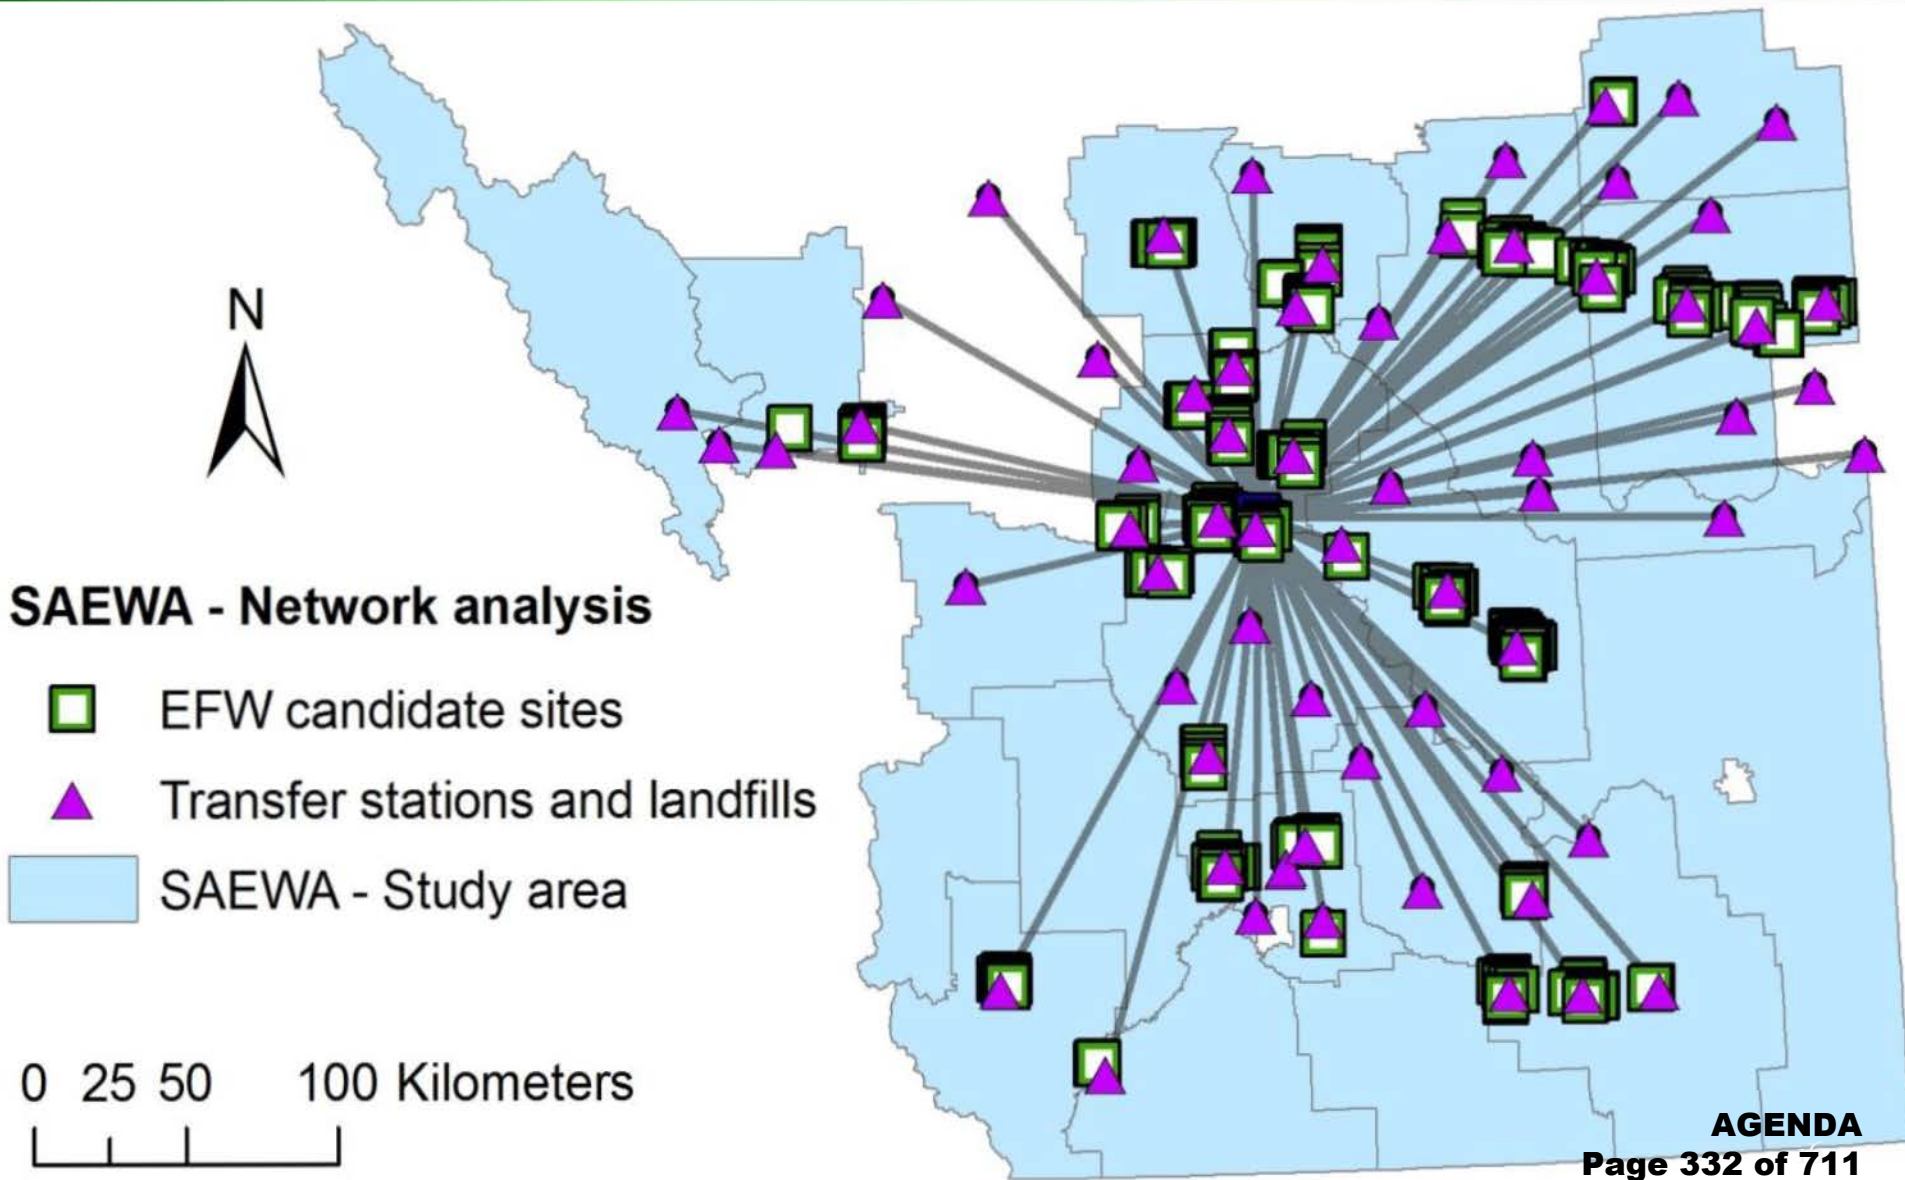 N
SAEWA - Network analysis
EFW candidate sites
Transfer stations and landfills
SAEWA - Study area
0 25 50 100 Kilometers
AGENDA
Page 332 of 711